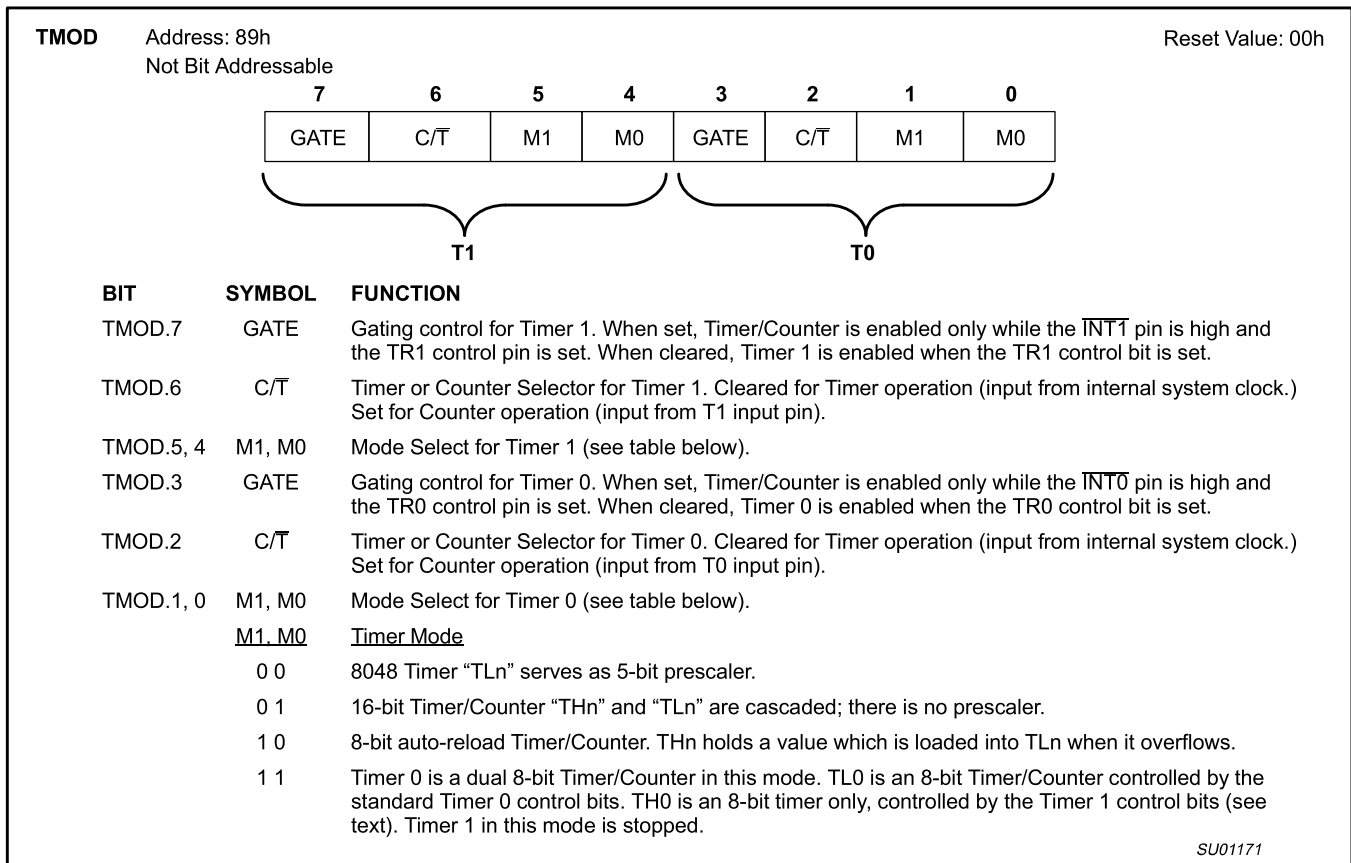 TMOD Address: 89h Reset Value: 00h
Not Bit Addressable
7 6 5 4 3 2 1 0
GATE C/T̅ M1 M0 GATE C/T̅ M1 M0
T1 T0
BIT SYMBOL FUNCTION
TMOD.7 GATE Gating control for Timer 1. When set, Timer/Counter is enabled only while the I̅N̅T̅1̅ pin is high and
the TR1 control pin is set. When cleared, Timer 1 is enabled when the TR1 control bit is set.
TMOD.6 C/T̅ Timer or Counter Selector for Timer 1. Cleared for Timer operation (input from internal system clock.)
Set for Counter operation (input from T1 input pin).
TMOD.5, 4 M1, M0 Mode Select for Timer 1 (see table below).
TMOD.3 GATE Gating control for Timer 0. When set, Timer/Counter is enabled only while the I̅N̅T̅0̅ pin is high and
the TR0 control pin is set. When cleared, Timer 0 is enabled when the TR0 control bit is set.
TMOD.2 C/T̅ Timer or Counter Selector for Timer 0. Cleared for Timer operation (input from internal system clock.)
Set for Counter operation (input from T0 input pin).
TMOD.1, 0 M1, M0 Mode Select for Timer 0 (see table below).
M1, M0 Timer Mode
0 0 8048 Timer “TLn” serves as 5-bit prescaler.
0 1 16-bit Timer/Counter “THn” and “TLn” are cascaded; there is no prescaler.
1 0 8-bit auto-reload Timer/Counter. THn holds a value which is loaded into TLn when it overflows.
1 1 Timer 0 is a dual 8-bit Timer/Counter in this mode. TL0 is an 8-bit Timer/Counter controlled by the
standard Timer 0 control bits. TH0 is an 8-bit timer only, controlled by the Timer 1 control bits (see
text). Timer 1 in this mode is stopped.
SU01171